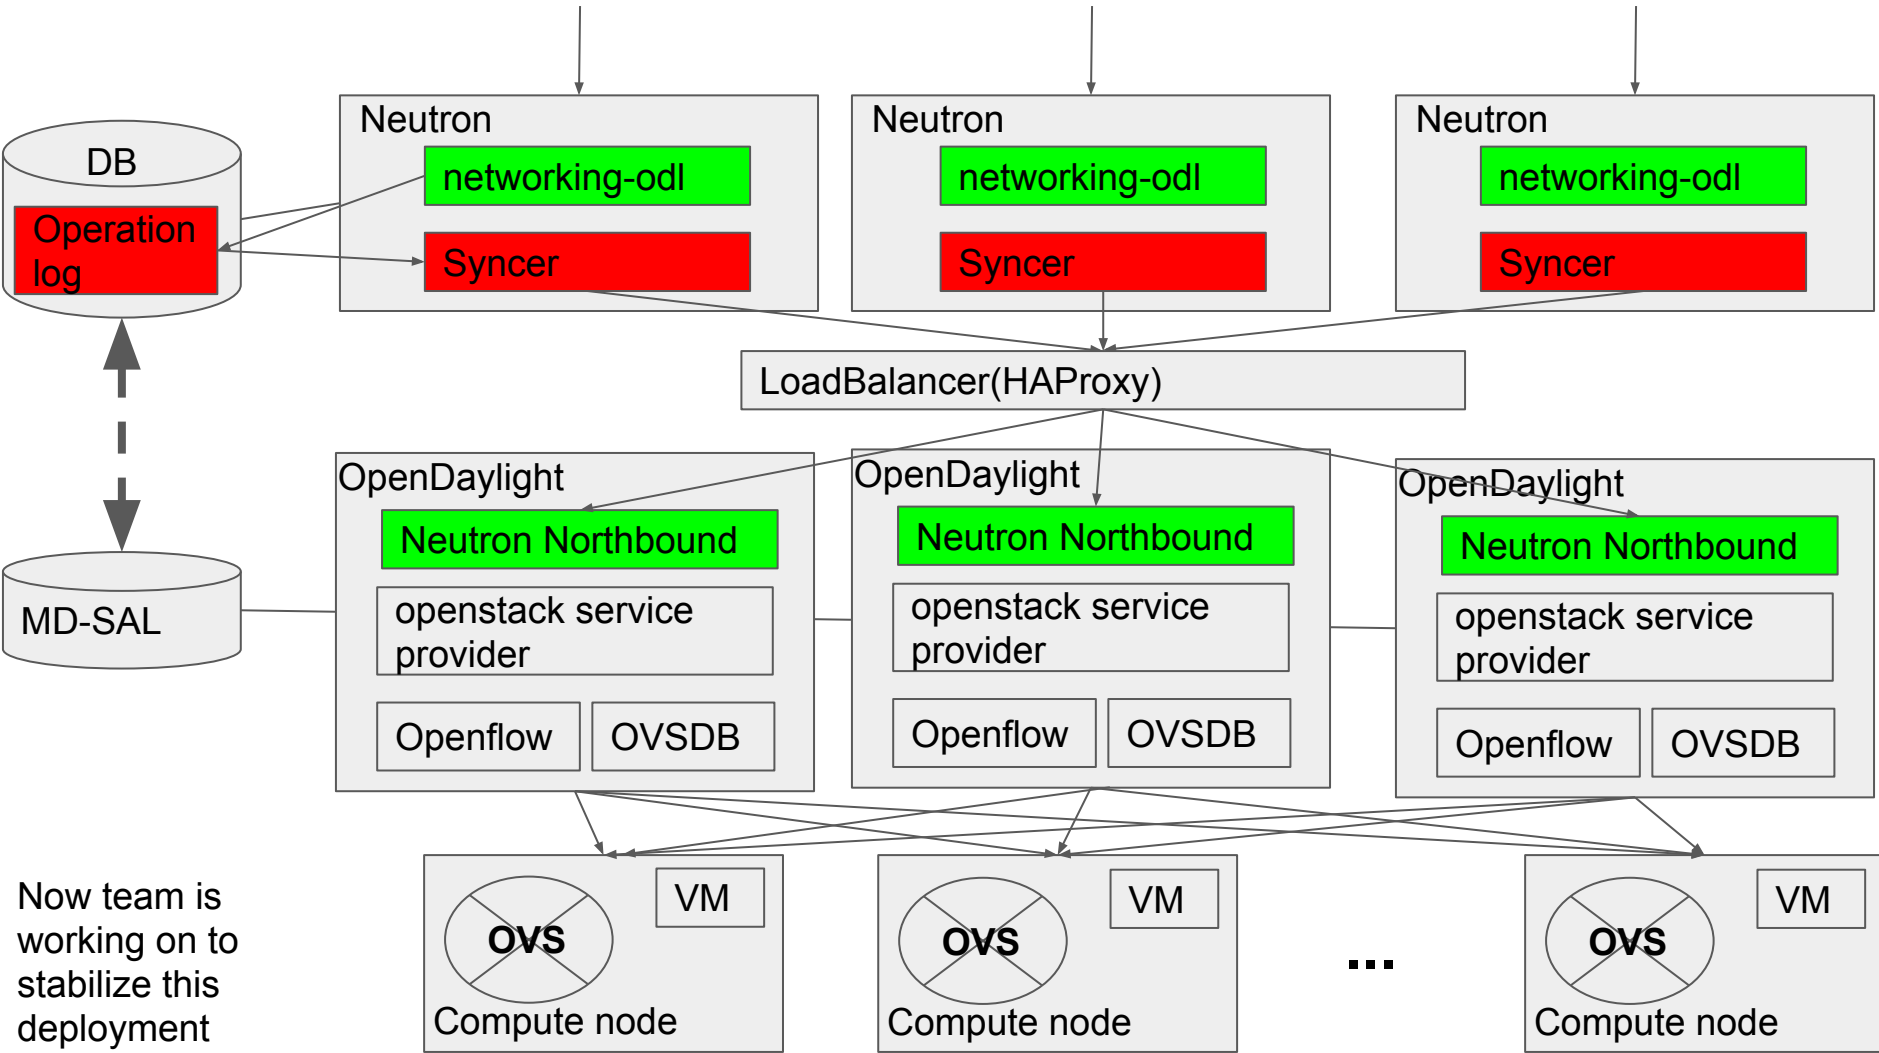 Neutron
Neutron
Neutron
DB
networking-odl
networking-odl
networking-odl
Operation
log
Syncer
Syncer
Syncer
LoadBalancer(HAProxy)
OpenDaylight
OpenDaylight
OpenDaylight
Neutron Northbound
Neutron Northbound
Neutron Northbound
MD-SAL
openstack service
provider
openstack service
provider
openstack service
provider
Openflow
OVSDB
Openflow
OVSDB
Openflow
OVSDB
Now team is
working on to
stabilize this
deployment
OVS
VM
Compute node
OVS
VM
Compute node
...
OVS
VM
Compute node